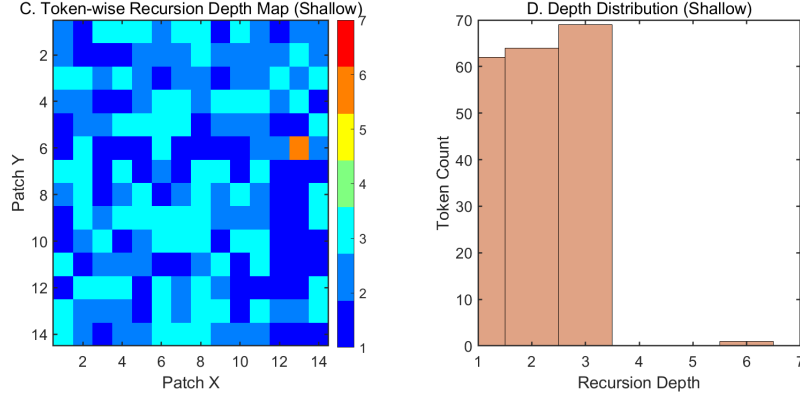 C. Token-wise Recursion Depth Map (Shallow)
Patch Y
2
4
6
8
10
12
14
2 4 6 8 10 12 14
Patch X
7
6
5
4
3
2
1
D. Depth Distribution (Shallow)
Token Count
70
60
50
40
30
20
10
0
1 2 3 4 5 6 7
Recursion Depth